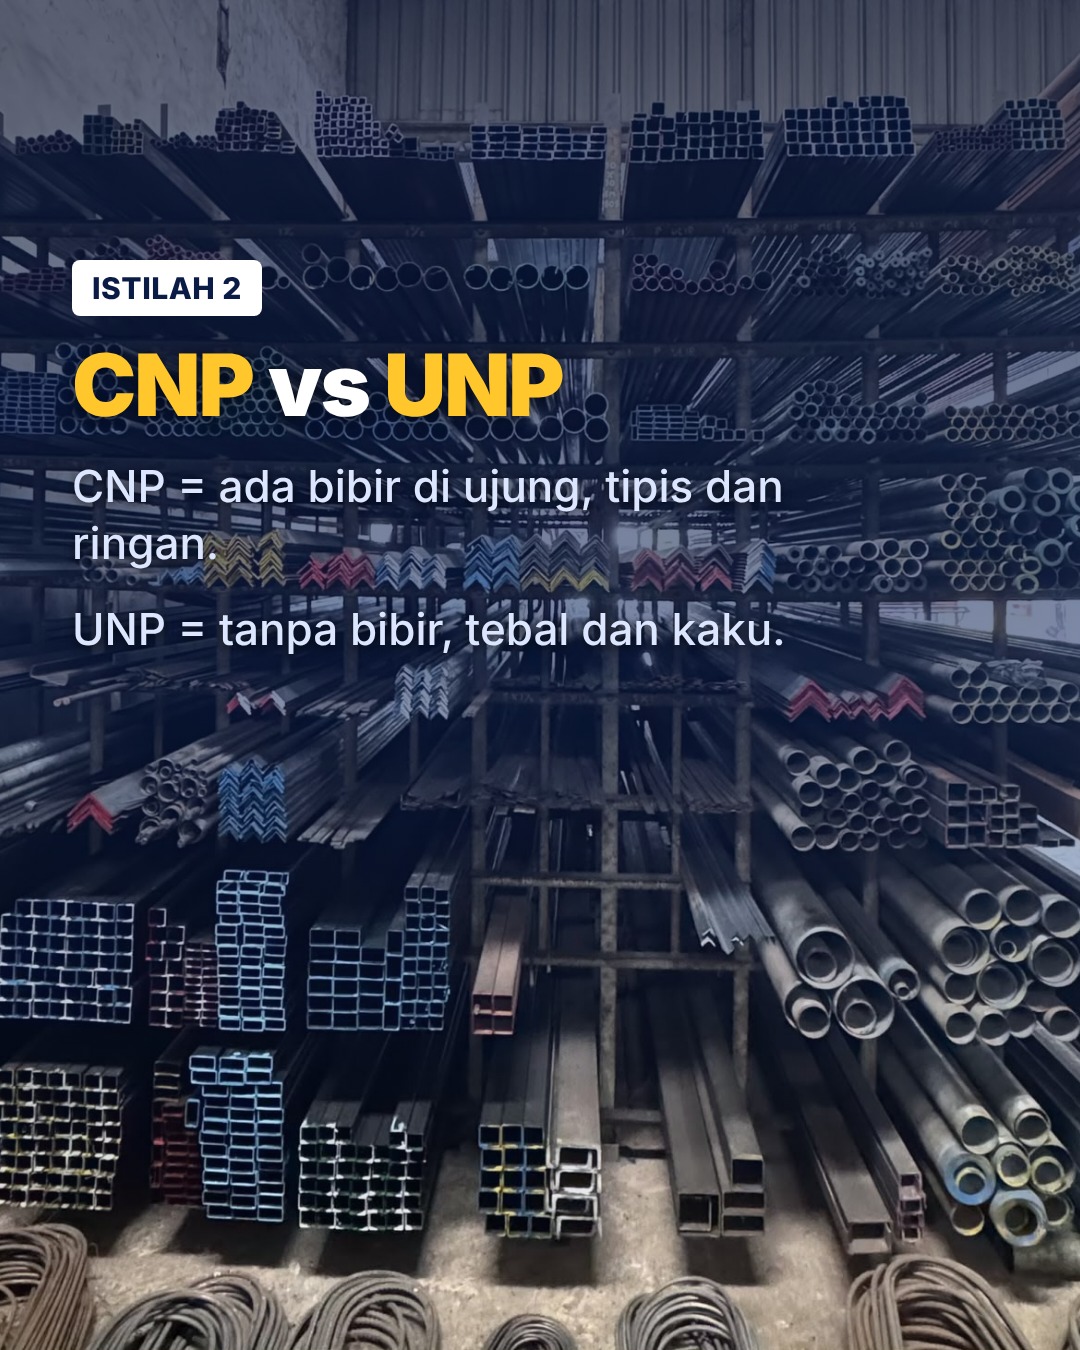 ISTILAH 2
CNP vs UNP
CNP = ada bibir di ujung, tipis dan
ringan.
UNP = tanpa bibir, tebal dan kaku.